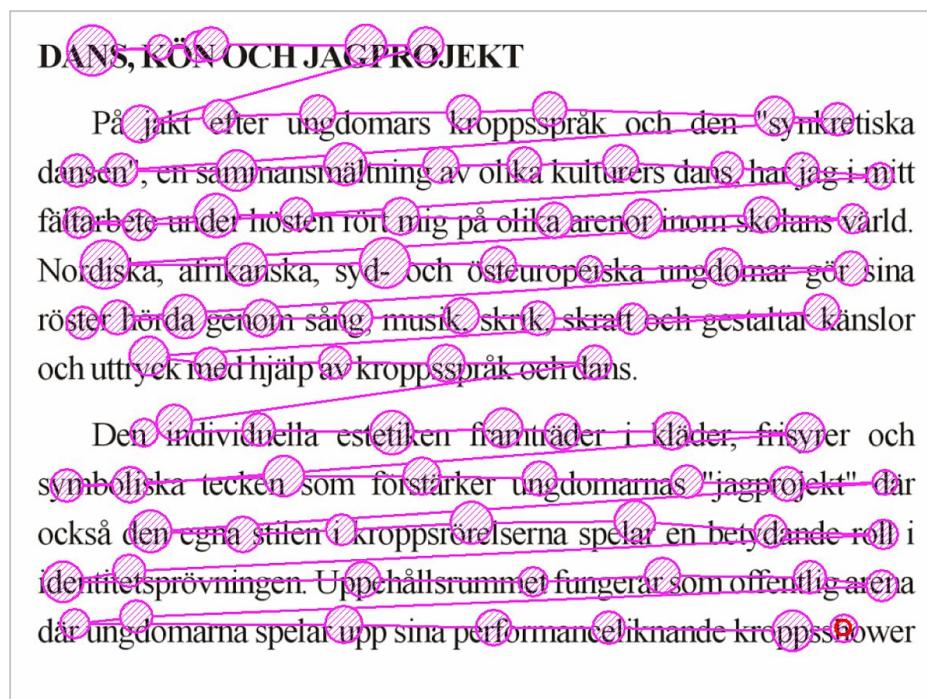 DANS, KÖN OCH JAGPROJEKT
På jakt efter ungdomars kroppsspråk och den "synkretiska
dansen", en sammansmältning av olika kulturers dans, har jag i mitt
fältarbete under hösten rört mig på olika arenor inom skolans värld.
Nordiska, afrikanska, syd- och östeuropeiska ungdomar gör sina
röster hörda genom sång, musik, skrik, skratt och gestaltar känslor
och uttryck med hjälp av kroppsspråk och dans.
Den individuella estetiken framträder i kläder, frisyrer och
symboliska tecken som förstärker ungdomarnas "jagprojekt" där
också den egna stilen i kroppsrörelserna spelar en betydande roll i
identitetsprövningen. Uppehållsrummet fungerar som offentlig arena
där ungdomarna spelar upp sina performanceliknande kroppsshower